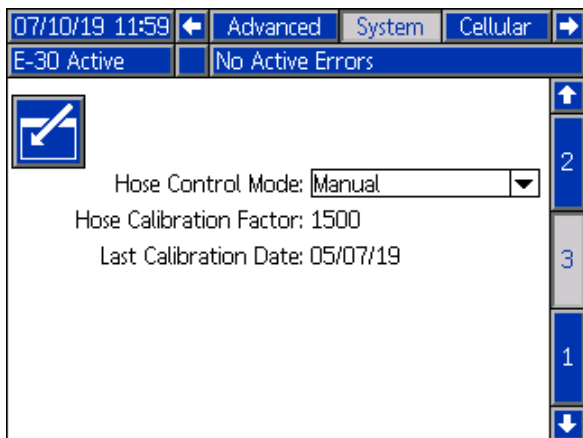 07/10/19 11:59 Advanced System Cellular
E-30 Active No Active Errors
2
Hose Control Mode: Manual
Hose Calibration Factor: 1500
Last Calibration Date: 05/07/19
3
1